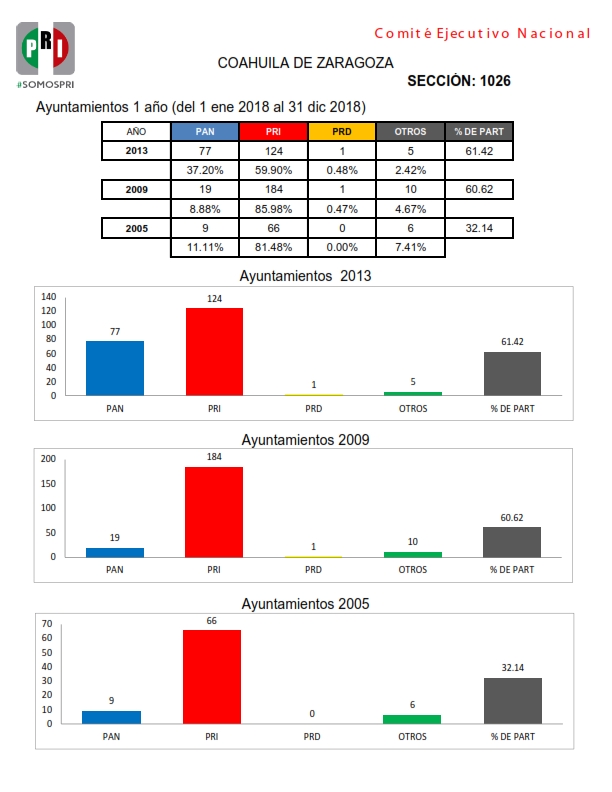 Comité Ejecutivo Nacional
PRI
#SOMOSPRI
COAHUILA DE ZARAGOZA
SECCIÓN: 1026
Ayuntamientos 1 año (del 1 ene 2018 al 31 dic 2018)
AÑO PAN PRI PRD OTROS % DE PART
2013 77 124 1 5 61.42
37.20% 59.90% 0.48% 2.42%
2009 19 184 1 10 60.62
8.88% 85.98% 0.47% 4.67%
2005 9 66 0 6 32.14
11.11% 81.48% 0.00% 7.41%
Ayuntamientos 2013
140
120
100
80
60
40
20
0
77 124 1 5 61.42
PAN PRI PRD OTROS % DE PART
Ayuntamientos 2009
200
150
100
50
0
19 184 1 10 60.62
PAN PRI PRD OTROS % DE PART
Ayuntamientos 2005
70
60
50
40
30
20
10
0
9 66 0 6 32.14
PAN PRI PRD OTROS % DE PART